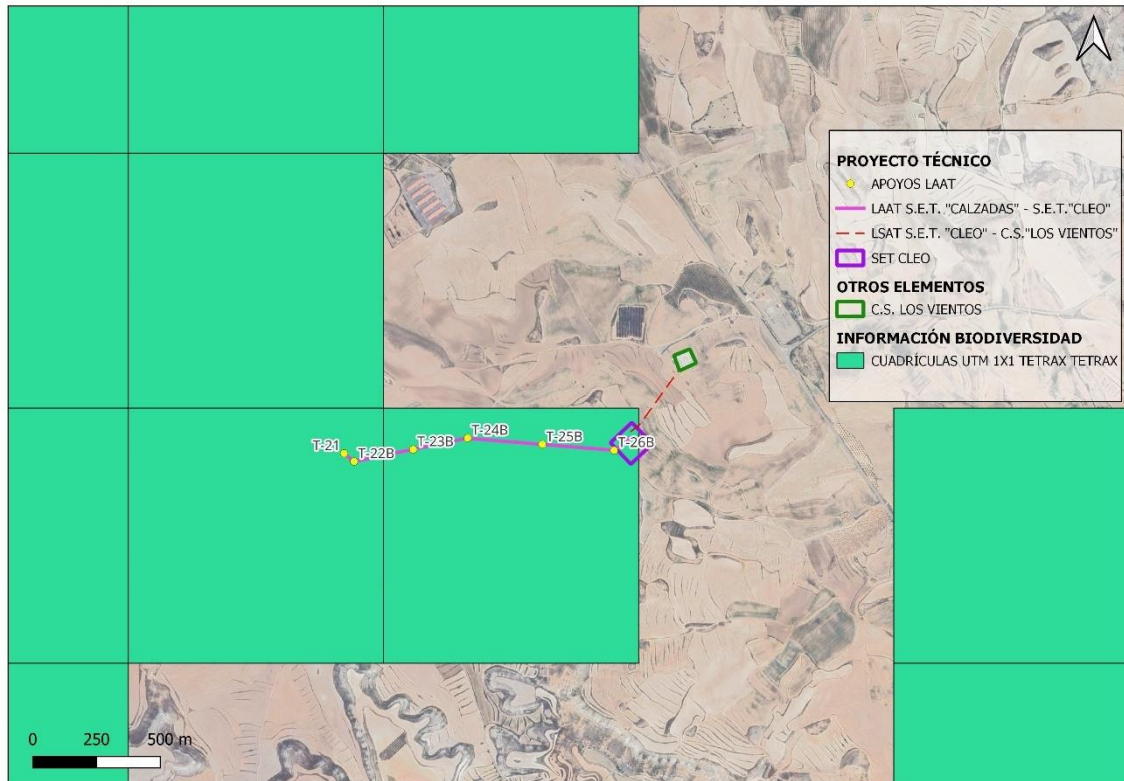 PROYECTO TÉCNICO
APOYOS LAAT
LAAT S.E.T. "CALZADAS" - S.E.T."CLEO"
LSAT S.E.T. "CLEO" - C.S."LOS VIENTOS"
SET CLEO
OTROS ELEMENTOS
C.S. LOS VIENTOS
INFORMACIÓN BIODIVERSIDAD
CUADRÍCULAS UTM 1X1 TETRAX TETRAX
T-21
T-22B
T-23B
T-24B
T-25B
T-26B
0 250 500 m